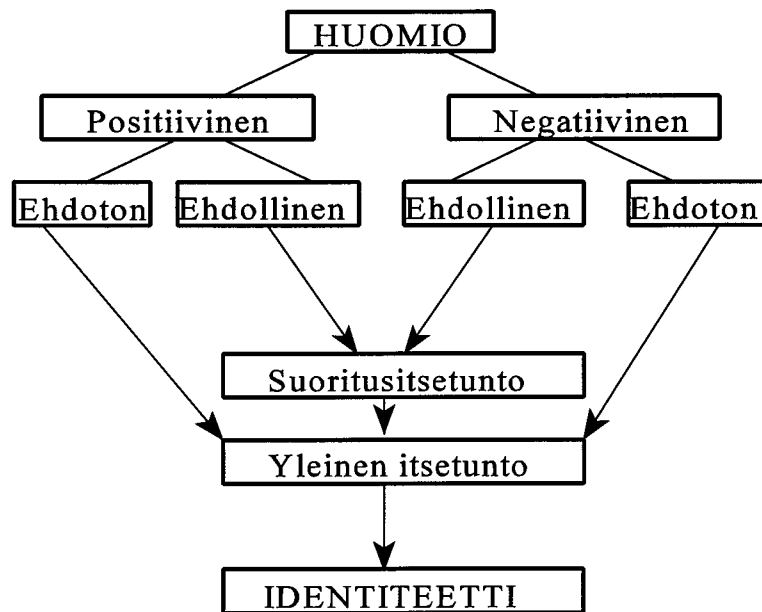 HUOMIO
Positiivinen
Negatiivinen
Ehdoton
Ehdollinen
Ehdollinen
Ehdoton
Suoritusitsetunto
Yleinen itsetunto
IDENTITEETTI